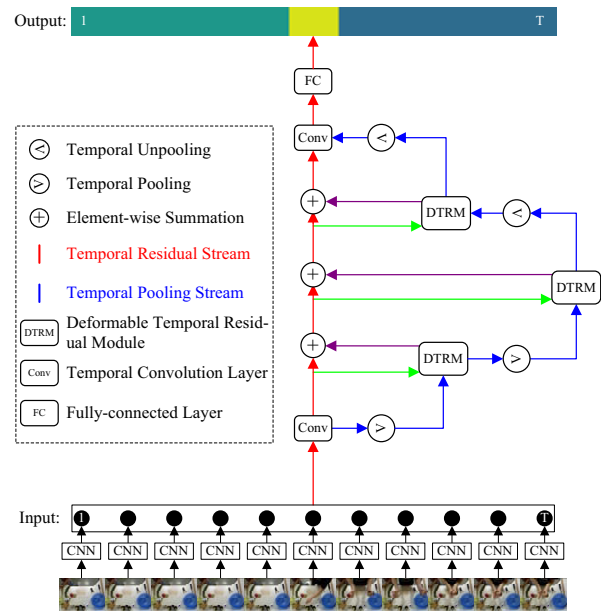 Output: 1 T
FC
Conv <
Temporal Unpooling
Temporal Pooling
Element-wise Summation
Temporal Residual Stream
Temporal Pooling Stream
DTRM Deformable Temporal Resid-
ual Module
Conv Temporal Convolution Layer
FC Fully-connected Layer
+ DTRM <
+ DTRM
+ DTRM >
Conv >
Input: 1 T
CNN CNN CNN CNN CNN CNN CNN CNN CNN CNN CNN